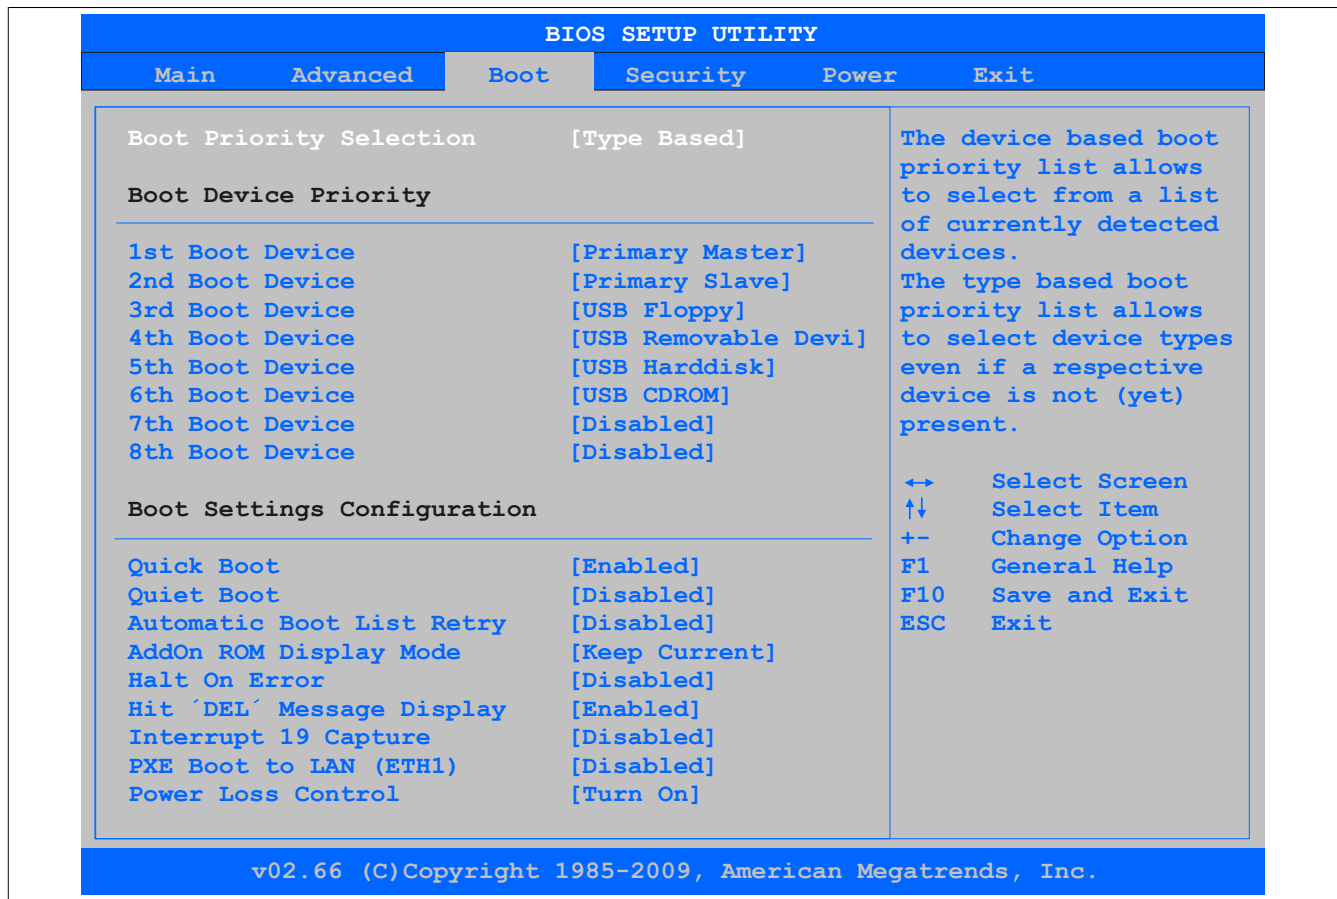 BIOS SETUP UTILITY
Main Advanced Boot Security Power Exit
Boot Priority Selection [Type Based]
Boot Device Priority
1st Boot Device [Primary Master]
2nd Boot Device [Primary Slave]
3rd Boot Device [USB Floppy]
4th Boot Device [USB Removable Devi]
5th Boot Device [USB Harddisk]
6th Boot Device [USB CDROM]
7th Boot Device [Disabled]
8th Boot Device [Disabled]
Boot Settings Configuration
Quick Boot [Enabled]
Quiet Boot [Disabled]
Automatic Boot List Retry [Disabled]
AddOn ROM Display Mode [Keep Current]
Halt On Error [Disabled]
Hit ´DEL´ Message Display [Enabled]
Interrupt 19 Capture [Disabled]
PXE Boot to LAN (ETH1) [Disabled]
Power Loss Control [Turn On]
The device based boot
priority list allows
to select from a list
of currently detected
devices.
The type based boot
priority list allows
to select device types
even if a respective
device is not (yet)
present.
↔ Select Screen
↑↓ Select Item
+- Change Option
F1 General Help
F10 Save and Exit
ESC Exit
v02.66 (C)Copyright 1985-2009, American Megatrends, Inc.